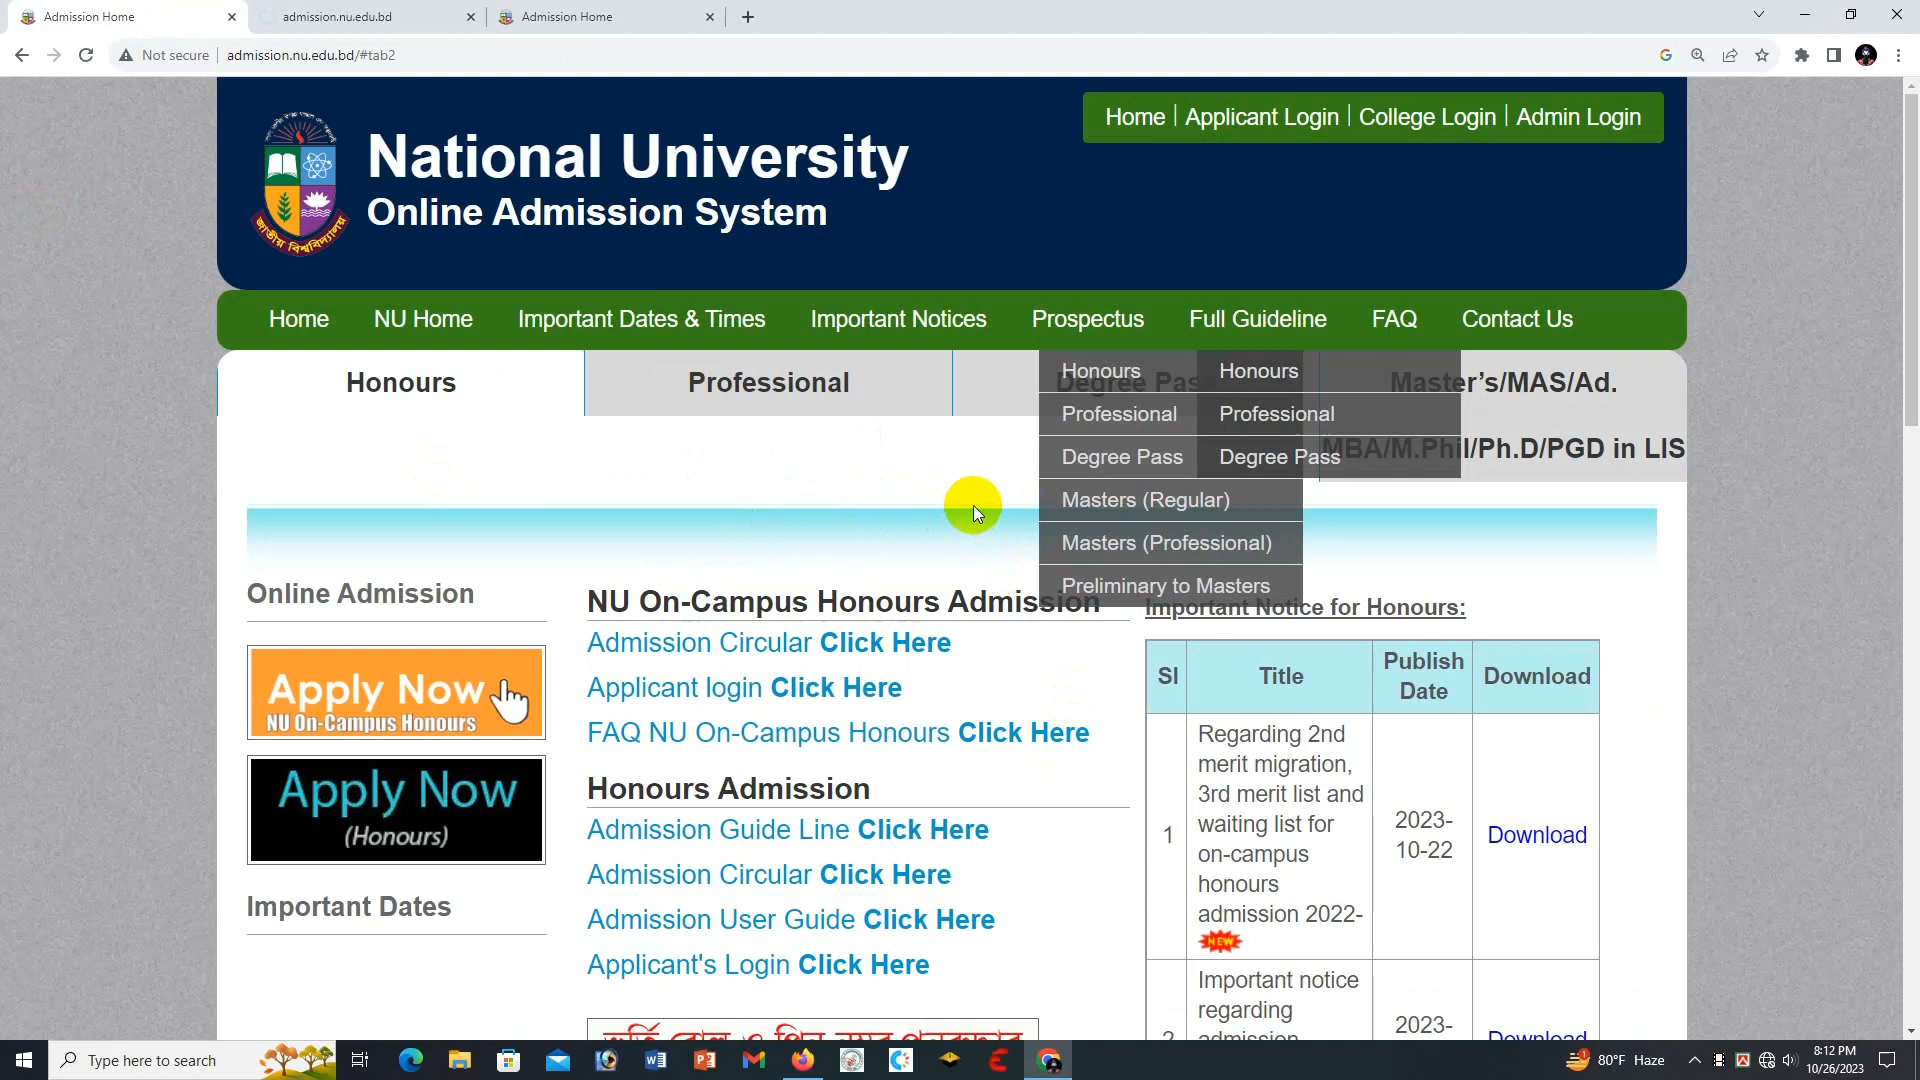 Admission Home
admission.nu.edu.bd
Admission Home
Not secure
admission.nu.edu.bd/#tab2
জাতীয় বিশ্ববিদ্যালয়
National University
Online Admission System
Home
Applicant Login
College Login
Admin Login
Home
NU Home
Important Dates & Times
Important Notices
Prospectus
Full Guideline
FAQ
Contact Us
Honours
Professional
Degree Pass
Master's/MAS/Ad.
MBA/M.Phil/Ph.D/PGD in LIS
Honours
Professional
Degree Pass
Masters (Regular)
Masters (Professional)
Preliminary to Masters
Honours
Professional
Degree Pass
Online Admission
Apply Now
NU On-Campus Honours
Apply Now
(Honours)
Important Dates
NU On-Campus Honours Admission
Admission Circular Click Here
Applicant login Click Here
FAQ NU On-Campus Honours Click Here
Honours Admission
Admission Guide Line Click Here
Admission Circular Click Here
Admission User Guide Click Here
Applicant's Login Click Here
Important Notice for Honours:
Sl
Title
Publish
Date
Download
1
Regarding 2nd
merit migration,
3rd merit list and
waiting list for
on-campus
honours
admission 2022-
NEW
2023-
10-22
Download
2
Important notice
regarding
admission
2023-
Download
Type here to search
80°F Haze
8:12 PM
10/26/2023